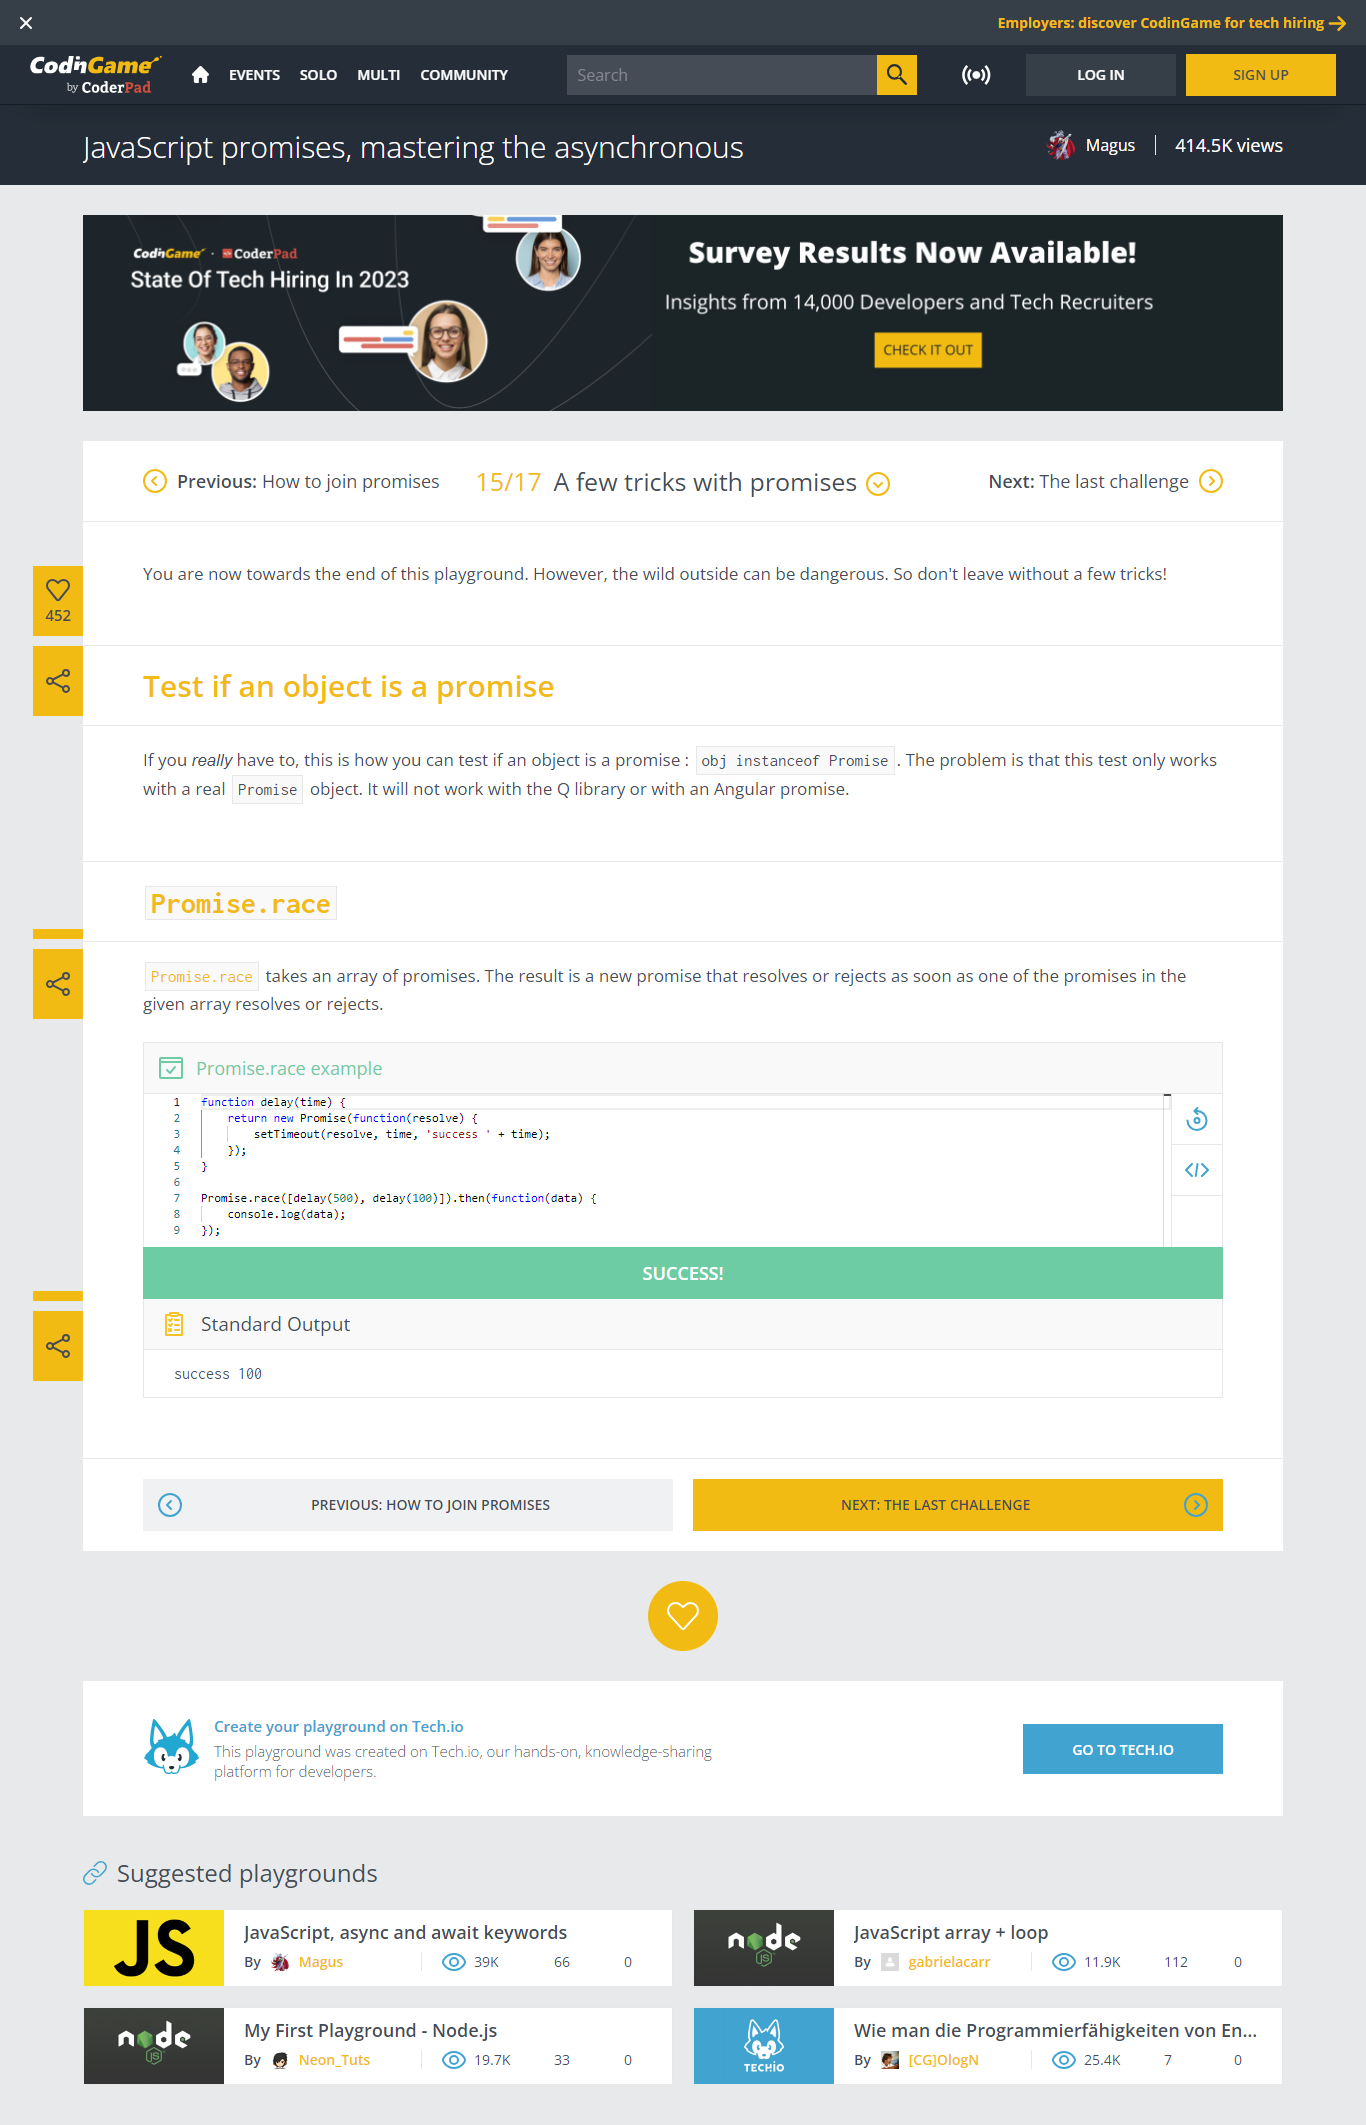 Employers: discover CodinGame for tech hiring
CodinGame
by CoderPad
EVENTS SOLO MULTI COMMUNITY
Search
LOG IN
SIGN UP
JavaScript promises, mastering the asynchronous
Magus
414.5K views
CodinGame · CoderPad
State Of Tech Hiring In 2023
Survey Results Now Available!
Insights from 14,000 Developers and Tech Recruiters
CHECK IT OUT
Previous: How to join promises
15/17 A few tricks with promises
Next: The last challenge
You are now towards the end of this playground. However, the wild outside can be dangerous. So don't leave without a few tricks!
452
Test if an object is a promise
If you really have to, this is how you can test if an object is a promise : obj instanceof Promise . The problem is that this test only works
with a real Promise object. It will not work with the Q library or with an Angular promise.
Promise.race
Promise.race takes an array of promises. The result is a new promise that resolves or rejects as soon as one of the promises in the
given array resolves or rejects.
Promise.race example
1 function delay(time) {
2 return new Promise(function(resolve) {
3 setTimeout(resolve, time, 'success ' + time);
4 });
5 }
6
7 Promise.race([delay(500), delay(100)]).then(function(data) {
8 console.log(data);
9 });
SUCCESS!
Standard Output
success 100
PREVIOUS: HOW TO JOIN PROMISES
NEXT: THE LAST CHALLENGE
Create your playground on Tech.io
This playground was created on Tech.io, our hands-on, knowledge-sharing
platform for developers.
GO TO TECH.IO
Suggested playgrounds
JS
JavaScript, async and await keywords
By Magus 39K 66 0
node
JS
JavaScript array + loop
By gabrielacarr 11.9K 112 0
node
JS
My First Playground - Node.js
By Neon_Tuts 19.7K 33 0
TECHIO
Wie man die Programmierfähigkeiten von En...
By [CG]OlogN 25.4K 7 0